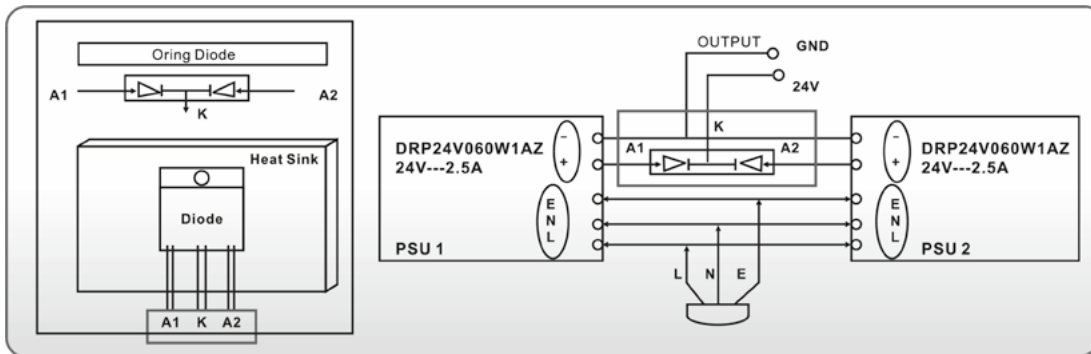 Oring Diode
A1
A2
K
Heat Sink
Diode
A1 K A2
OUTPUT
GND
24V
K
DRP24V060W1AZ
24V---2.5A
−
+
A1
A2
E
N
L
PSU 1
DRP24V060W1AZ
24V---2.5A
−
+
E
N
L
PSU 2
L N E